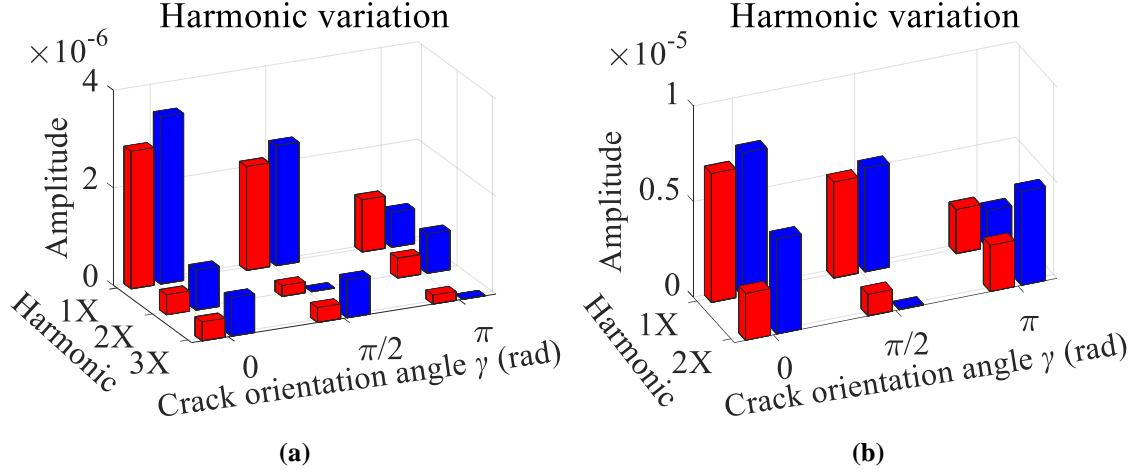 Harmonic variation
×10⁻⁶
4
2
0
Amplitude
1X
2X
3X
Harmonic
0
π/2
π
Crack orientation angle γ (rad)
(a)
Harmonic variation
×10⁻⁵
1
0.5
0
Amplitude
1X
2X
Harmonic
0
π/2
π
Crack orientation angle γ (rad)
(b)